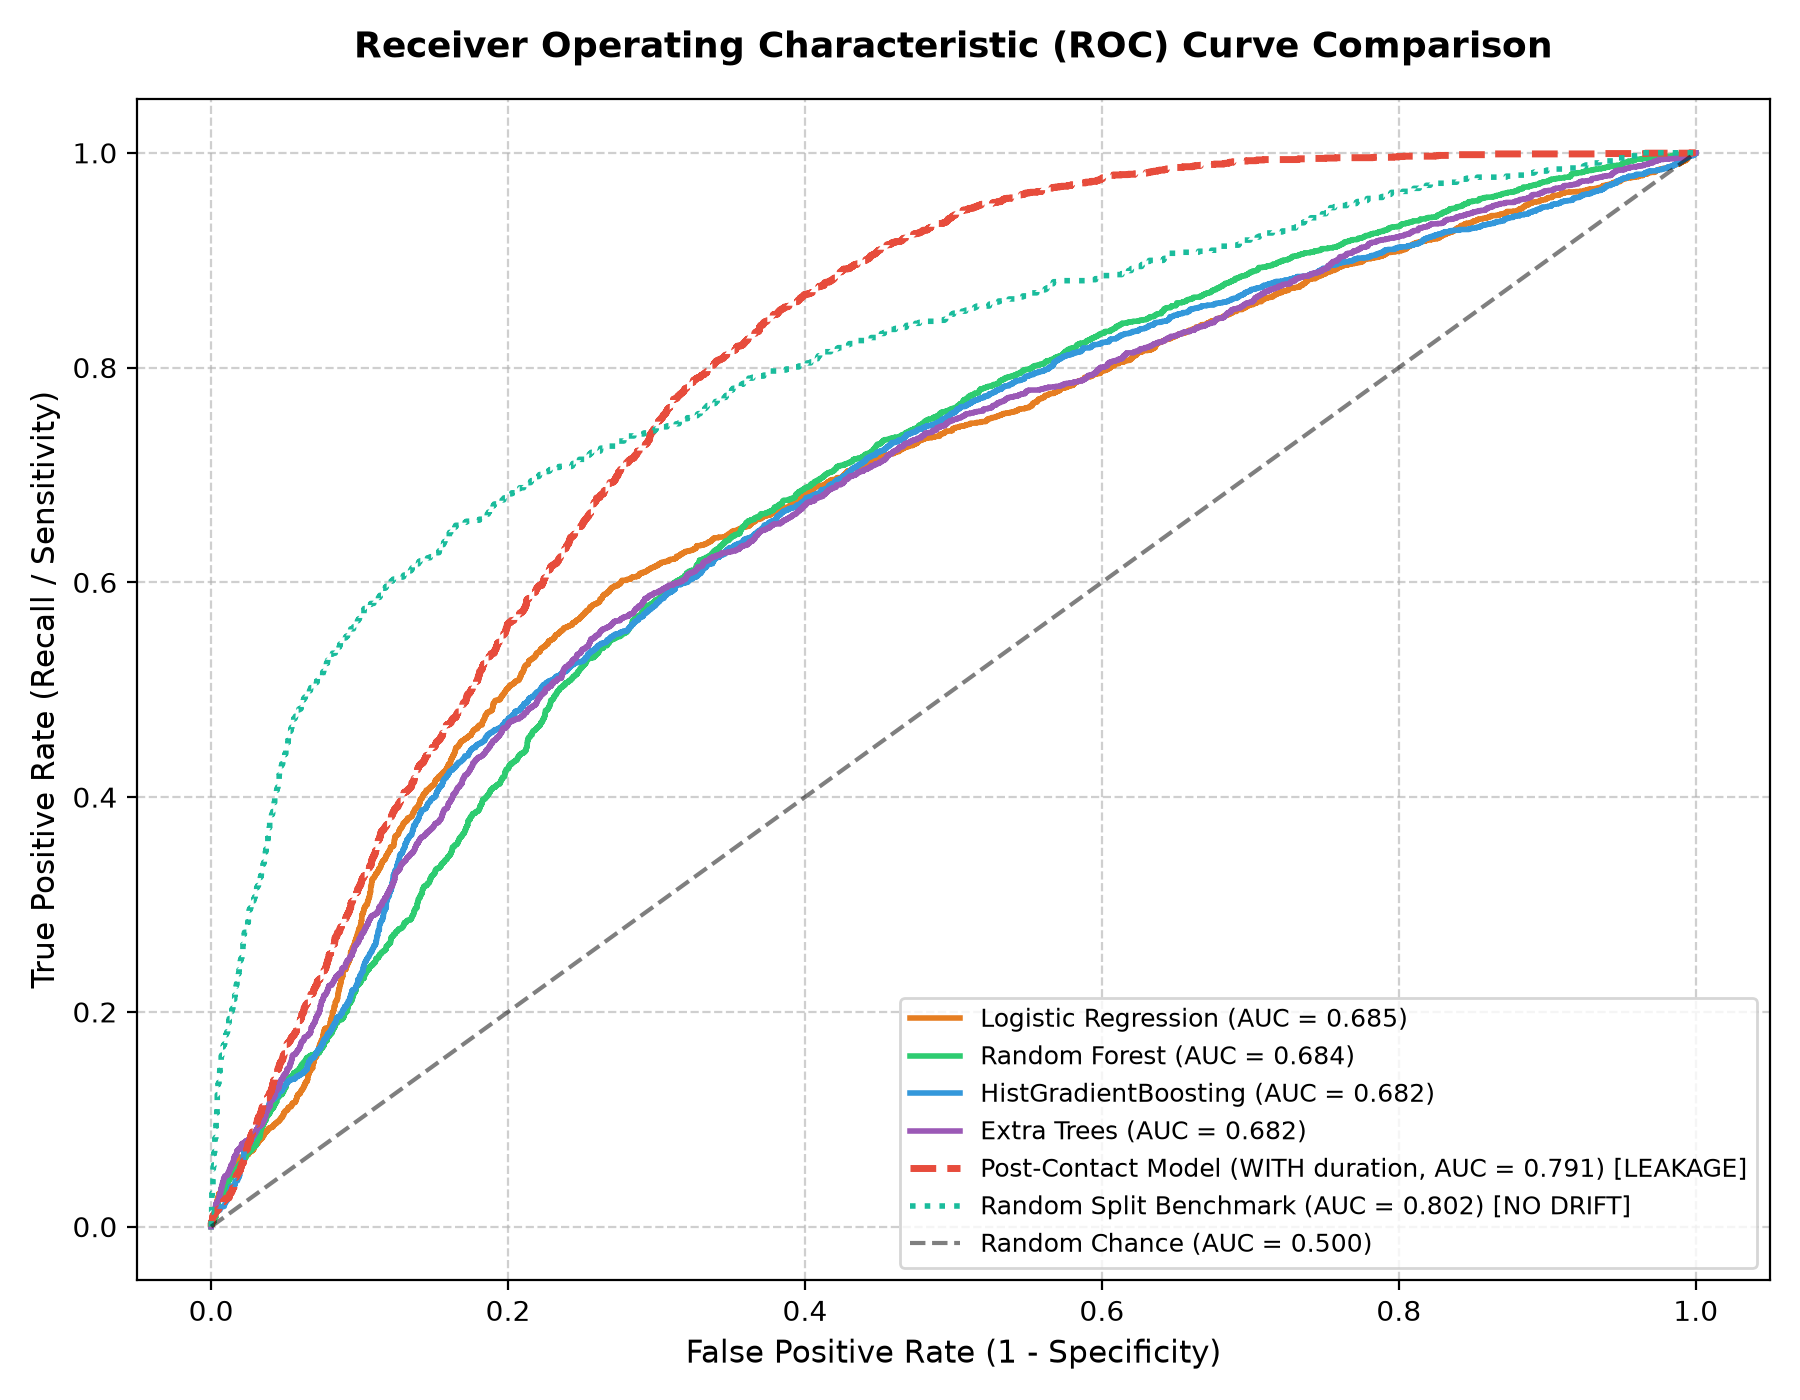 Receiver Operating Characteristic (ROC) Curve Comparison
True Positive Rate (Recall / Sensitivity)
1.0
0.8
0.6
0.4
0.2
0.0
Logistic Regression (AUC = 0.685)
Random Forest (AUC = 0.684)
HistGradientBoosting (AUC = 0.682)
Extra Trees (AUC = 0.682)
Post-Contact Model (WITH duration, AUC = 0.791) [LEAKAGE]
Random Split Benchmark (AUC = 0.802) [NO DRIFT]
Random Chance (AUC = 0.500)
0.0 0.2 0.4 0.6 0.8 1.0
False Positive Rate (1 - Specificity)